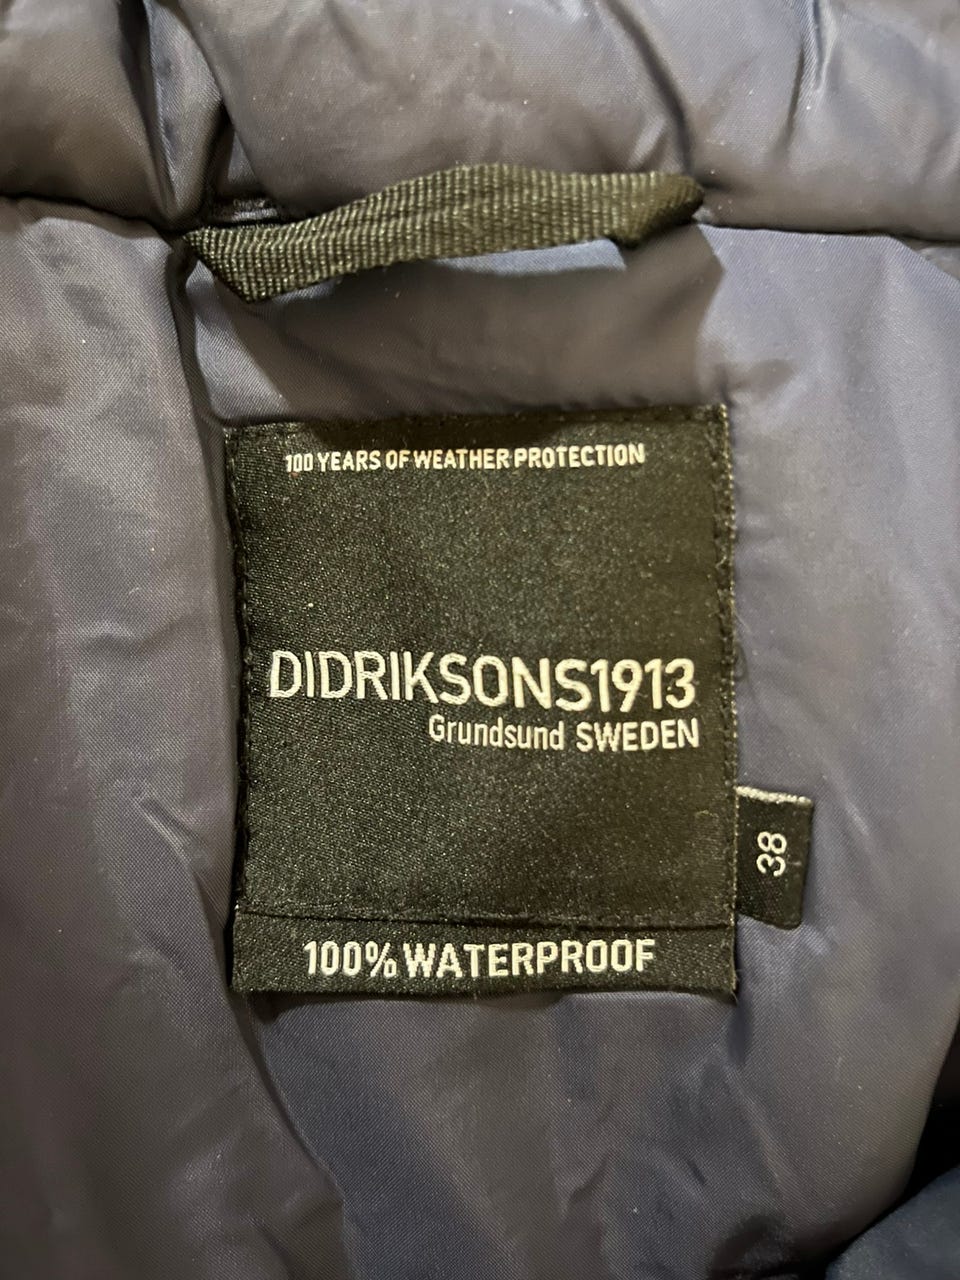 100 YEARS OF WEATHER PROTECTION
DIDRIKSONS1913
Grundsund SWEDEN
38
100% WATERPROOF